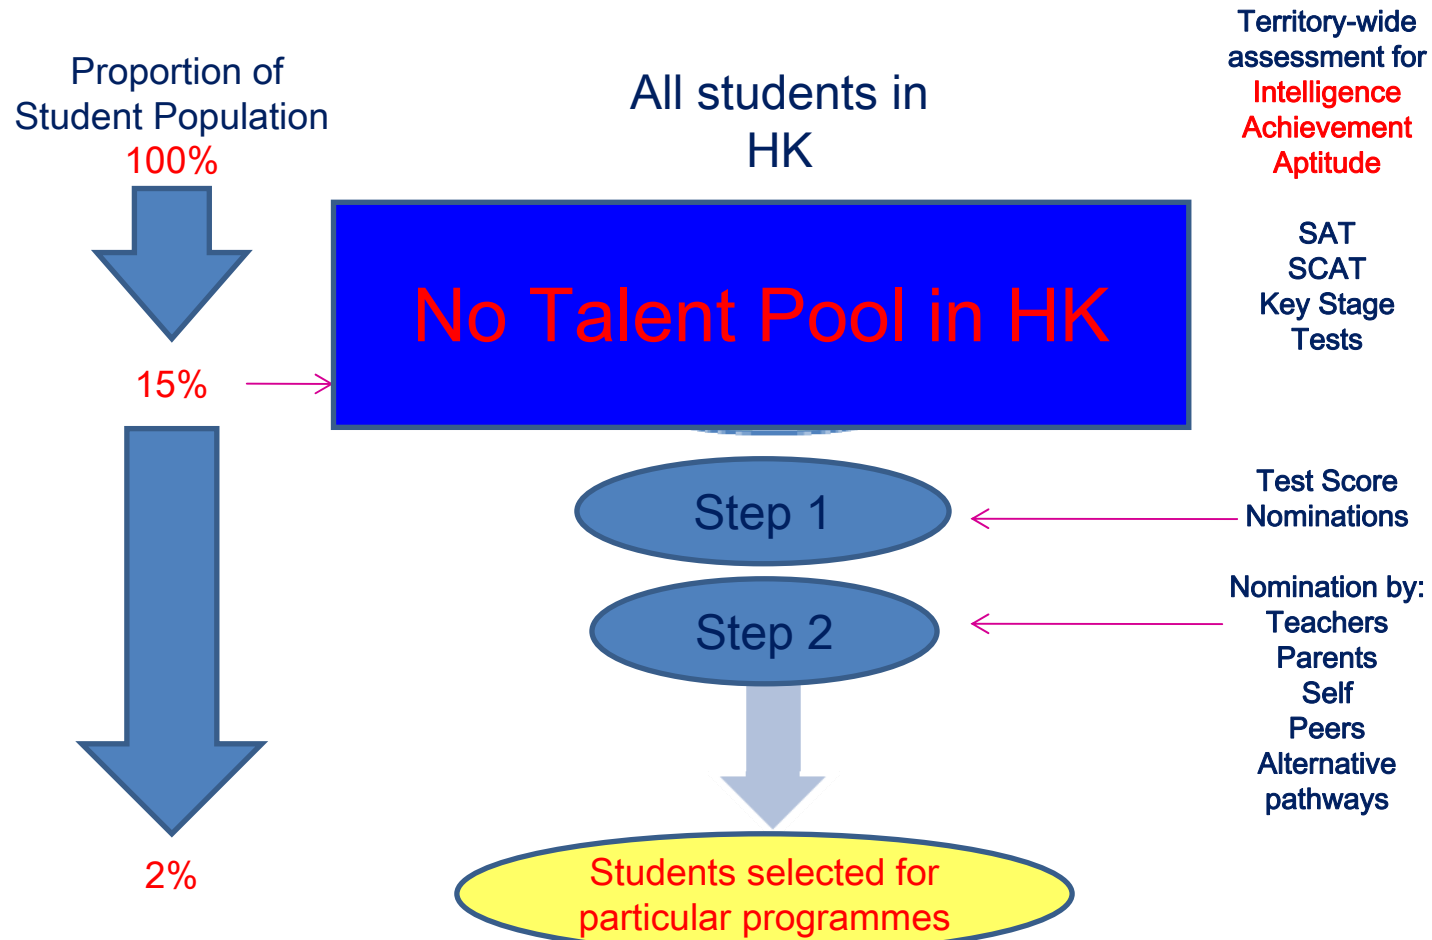 Proportion of
Student Population
100%
15%
2%
All students in
HK
No Talent Pool in HK
Step 1
Step 2
Students selected for
particular programmes
Territory-wide
assessment for
Intelligence
Achievement
Aptitude
SAT
SCAT
Key Stage
Tests
Test Score
Nominations
Nomination by:
Teachers
Parents
Self
Peers
Alternative
pathways